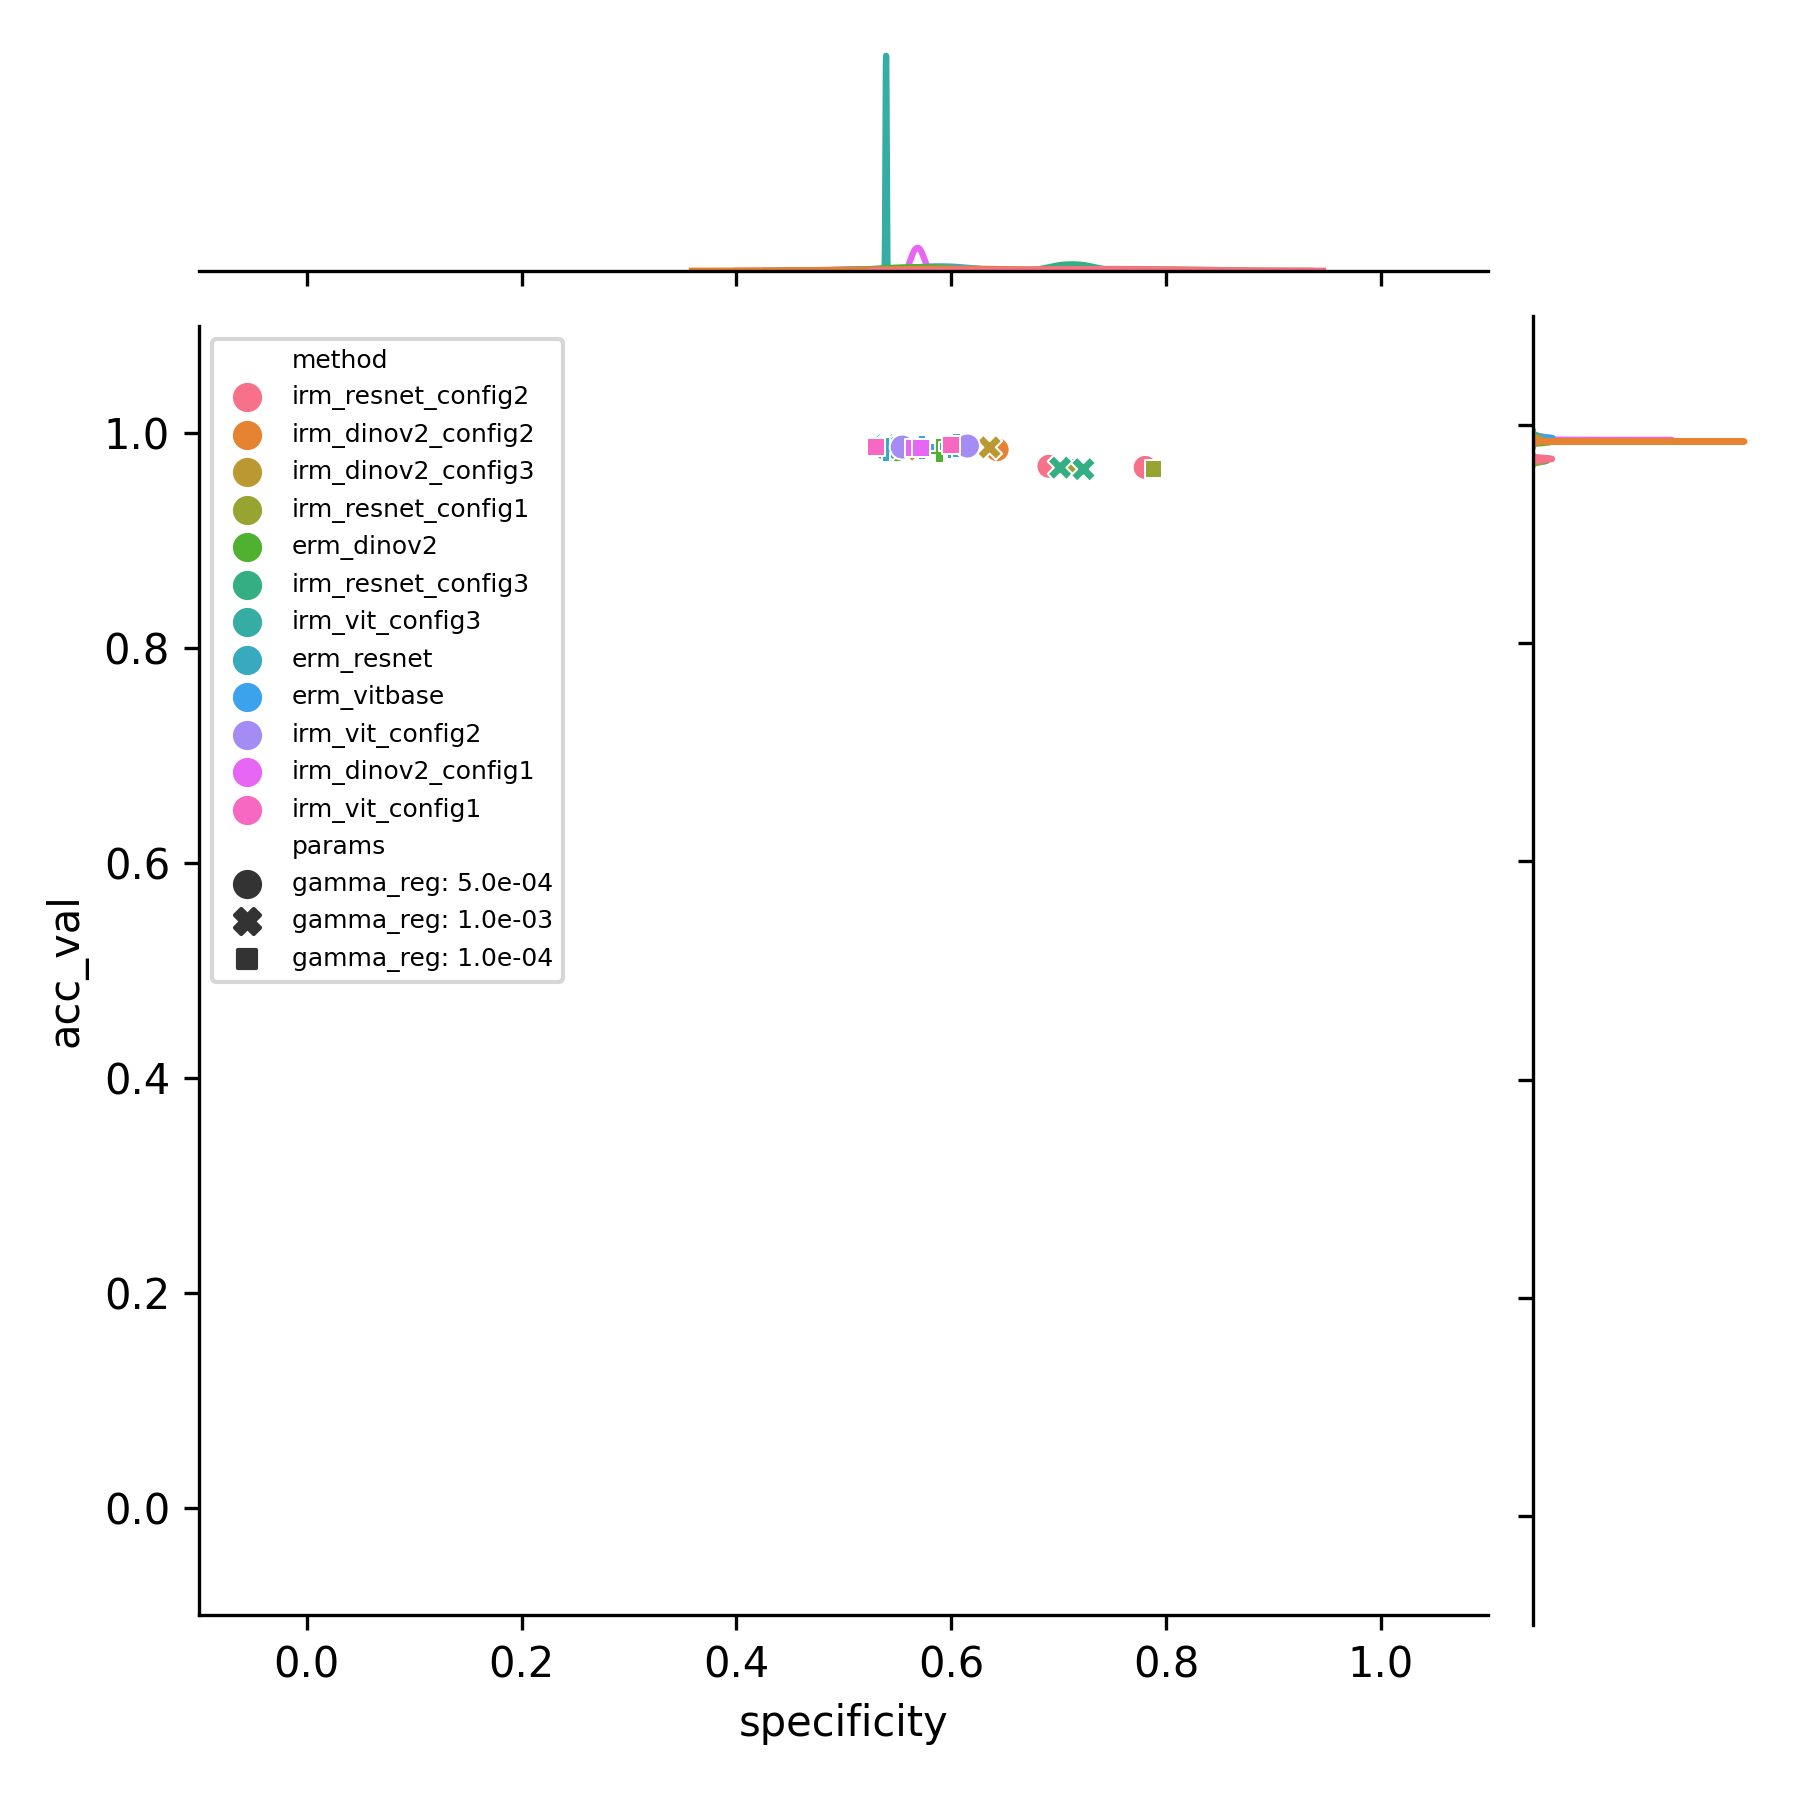 method
irm_resnet_config2
irm_dinov2_config2
irm_dinov2_config3
irm_resnet_config1
erm_dinov2
irm_resnet_config3
irm_vit_config3
erm_resnet
erm_vitbase
irm_vit_config2
irm_dinov2_config1
irm_vit_config1
params
gamma_reg: 5.0e-04
gamma_reg: 1.0e-03
gamma_reg: 1.0e-04
1.0
0.8
0.6
0.4
0.2
0.0
acc_val
0.0 0.2 0.4 0.6 0.8 1.0
specificity